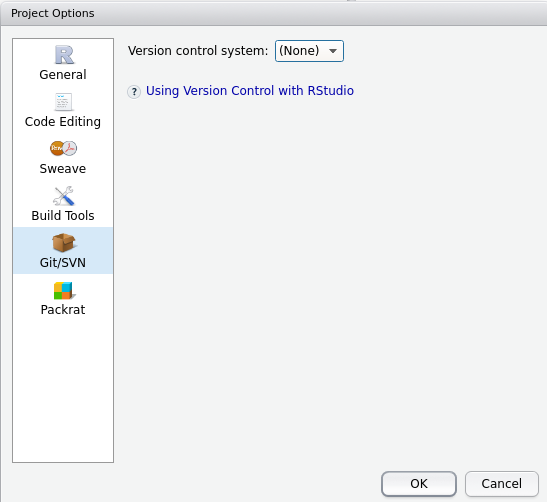 Project Options
General
Code Editing
Sweave
Build Tools
Git/SVN
Packrat
Version control system: (None)
? Using Version Control with RStudio
OK Cancel